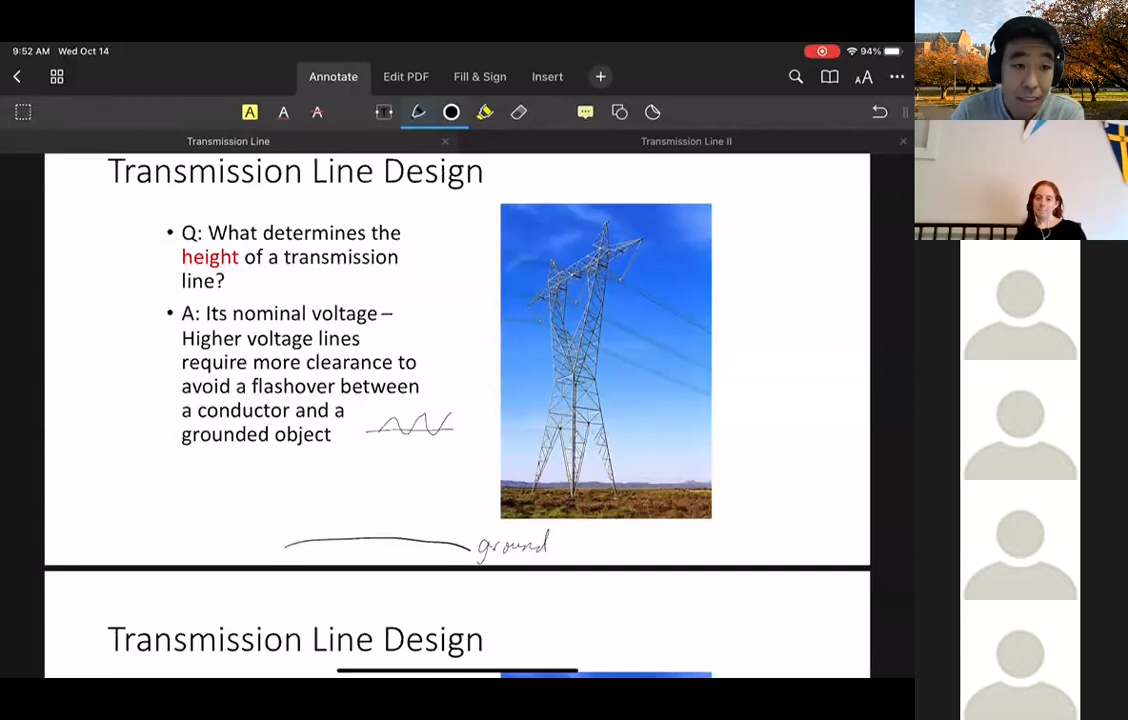 9:52 AM Wed Oct 14
94%
Annotate Edit PDF Fill & Sign Insert
AA
A A A T
Transmission Line Transmission Line II
Transmission Line Design
• Q: What determines the
height of a transmission
line?
• A: Its nominal voltage –
Higher voltage lines
require more clearance to
avoid a flashover between
a conductor and a
grounded object
ground
Transmission Line Design